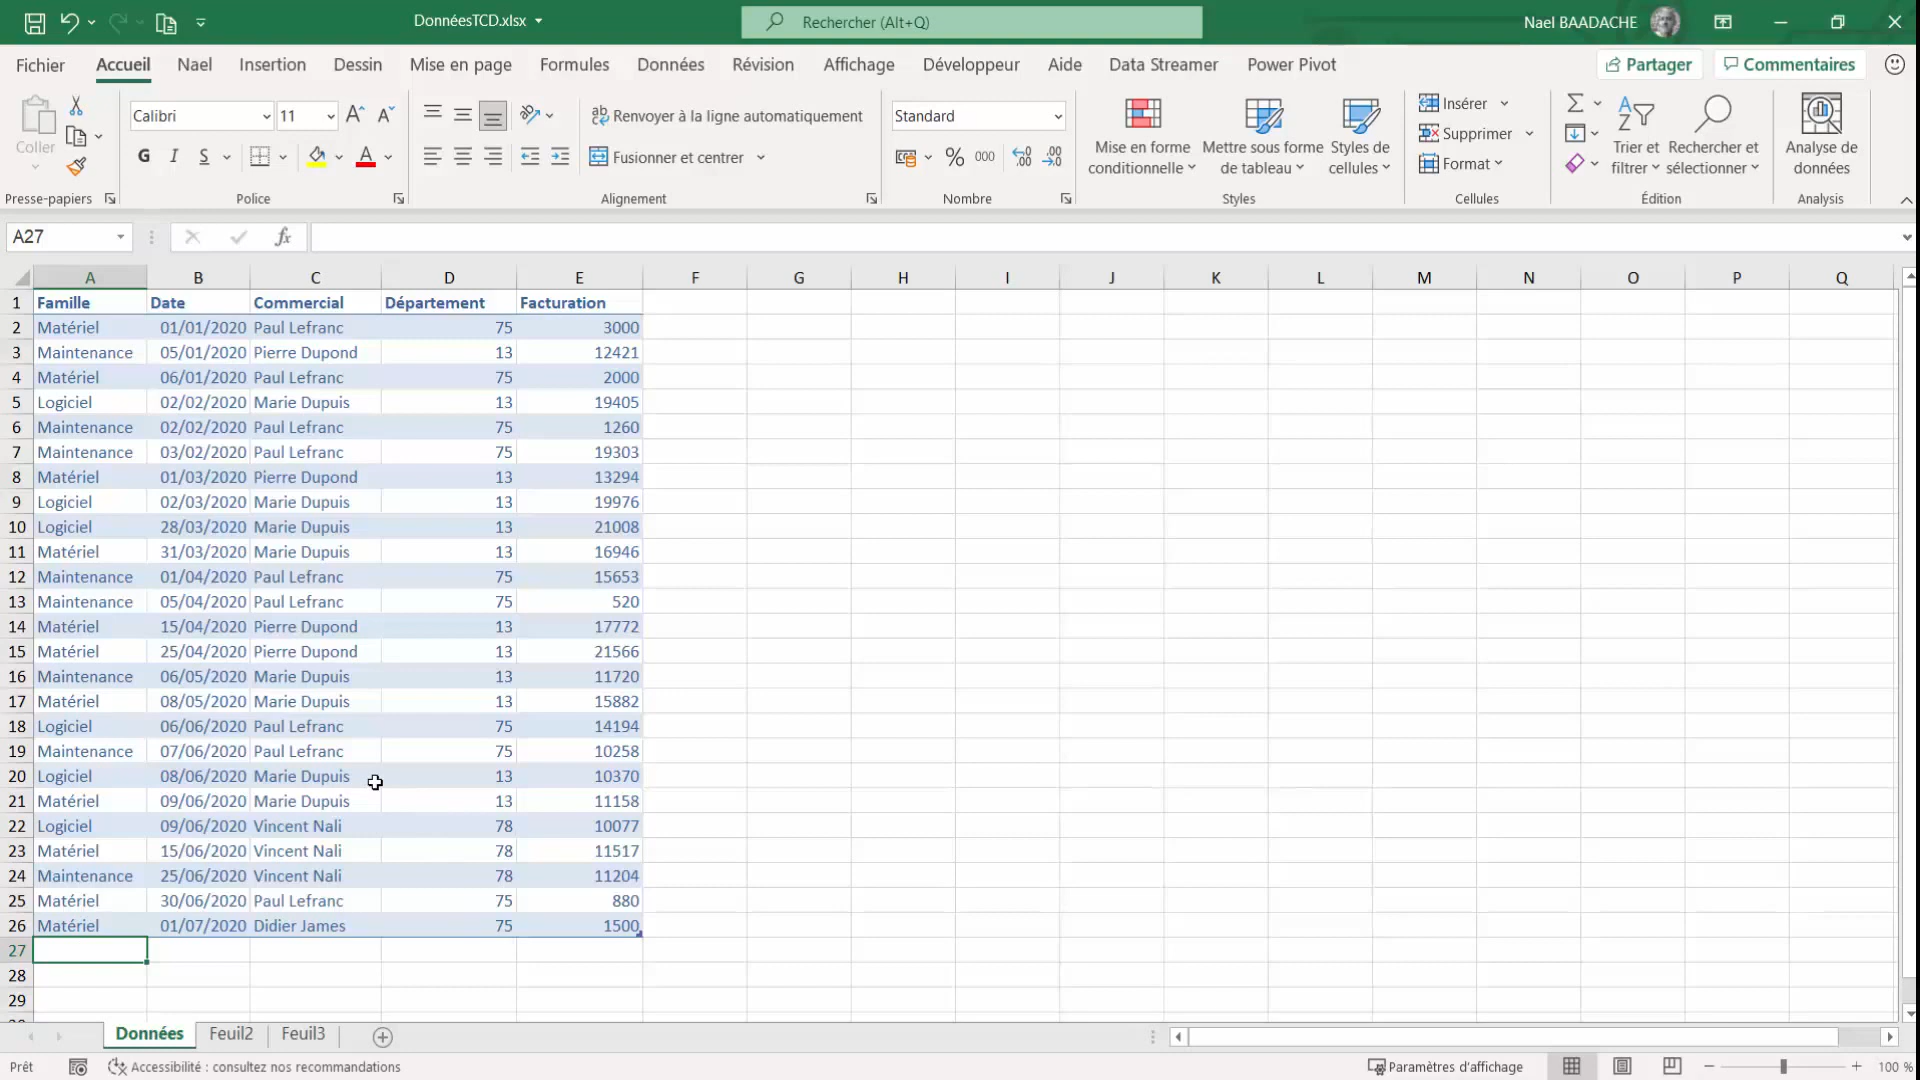 DonnéesTCD.xlsx
Rechercher (Alt+Q)
Nael BAADACHE
Fichier Accueil Nael Insertion Dessin Mise en page Formules Données Révision Affichage Développeur Aide Data Streamer Power Pivot Partager Commentaires
Coller
Calibri 11
G I S
Renvoyer à la ligne automatiquement
Fusionner et centrer
Standard
% 000
Mise en forme conditionnelle
Mettre sous forme de tableau
Styles de cellules
Insérer
Supprimer
Format
Trier et filtrer
Rechercher et sélectionner
Analyse de données
Presse-papiers Police Alignement Nombre Styles Cellules Édition Analysis
A27 fx
A B C D E F G H I J K L M N O P Q
1 Famille Date Commercial Département Facturation
2 Matériel 01/01/2020 Paul Lefranc 75 3000
3 Maintenance 05/01/2020 Pierre Dupond 13 12421
4 Matériel 06/01/2020 Paul Lefranc 75 2000
5 Logiciel 02/02/2020 Marie Dupuis 13 19405
6 Maintenance 02/02/2020 Paul Lefranc 75 1260
7 Maintenance 03/02/2020 Paul Lefranc 75 19303
8 Matériel 01/03/2020 Pierre Dupond 13 13294
9 Logiciel 02/03/2020 Marie Dupuis 13 19976
10 Logiciel 28/03/2020 Marie Dupuis 13 21008
11 Matériel 31/03/2020 Marie Dupuis 13 16946
12 Maintenance 01/04/2020 Paul Lefranc 75 15653
13 Maintenance 05/04/2020 Paul Lefranc 75 520
14 Matériel 15/04/2020 Pierre Dupond 13 17772
15 Matériel 25/04/2020 Pierre Dupond 13 21566
16 Maintenance 06/05/2020 Marie Dupuis 13 11720
17 Matériel 08/05/2020 Marie Dupuis 13 15882
18 Logiciel 06/06/2020 Paul Lefranc 75 14194
19 Maintenance 07/06/2020 Paul Lefranc 75 10258
20 Logiciel 08/06/2020 Marie Dupuis 13 10370
21 Matériel 09/06/2020 Marie Dupuis 13 11158
22 Logiciel 09/06/2020 Vincent Nali 78 10077
23 Matériel 15/06/2020 Vincent Nali 78 11517
24 Maintenance 25/06/2020 Vincent Nali 78 11204
25 Matériel 30/06/2020 Paul Lefranc 75 880
26 Matériel 01/07/2020 Didier James 75 1500
27
28
29
Données Feuil2 Feuil3
Prêt Accessibilité : consultez nos recommandations Paramètres d'affichage 100 %